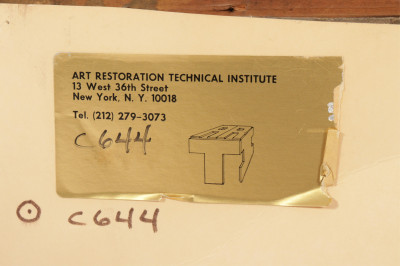 ART RESTORATION TECHNICAL INSTITUTE
13 West 36th Street
New York, N. Y. 10018
Tel. (212) 279-3073
C644
C644